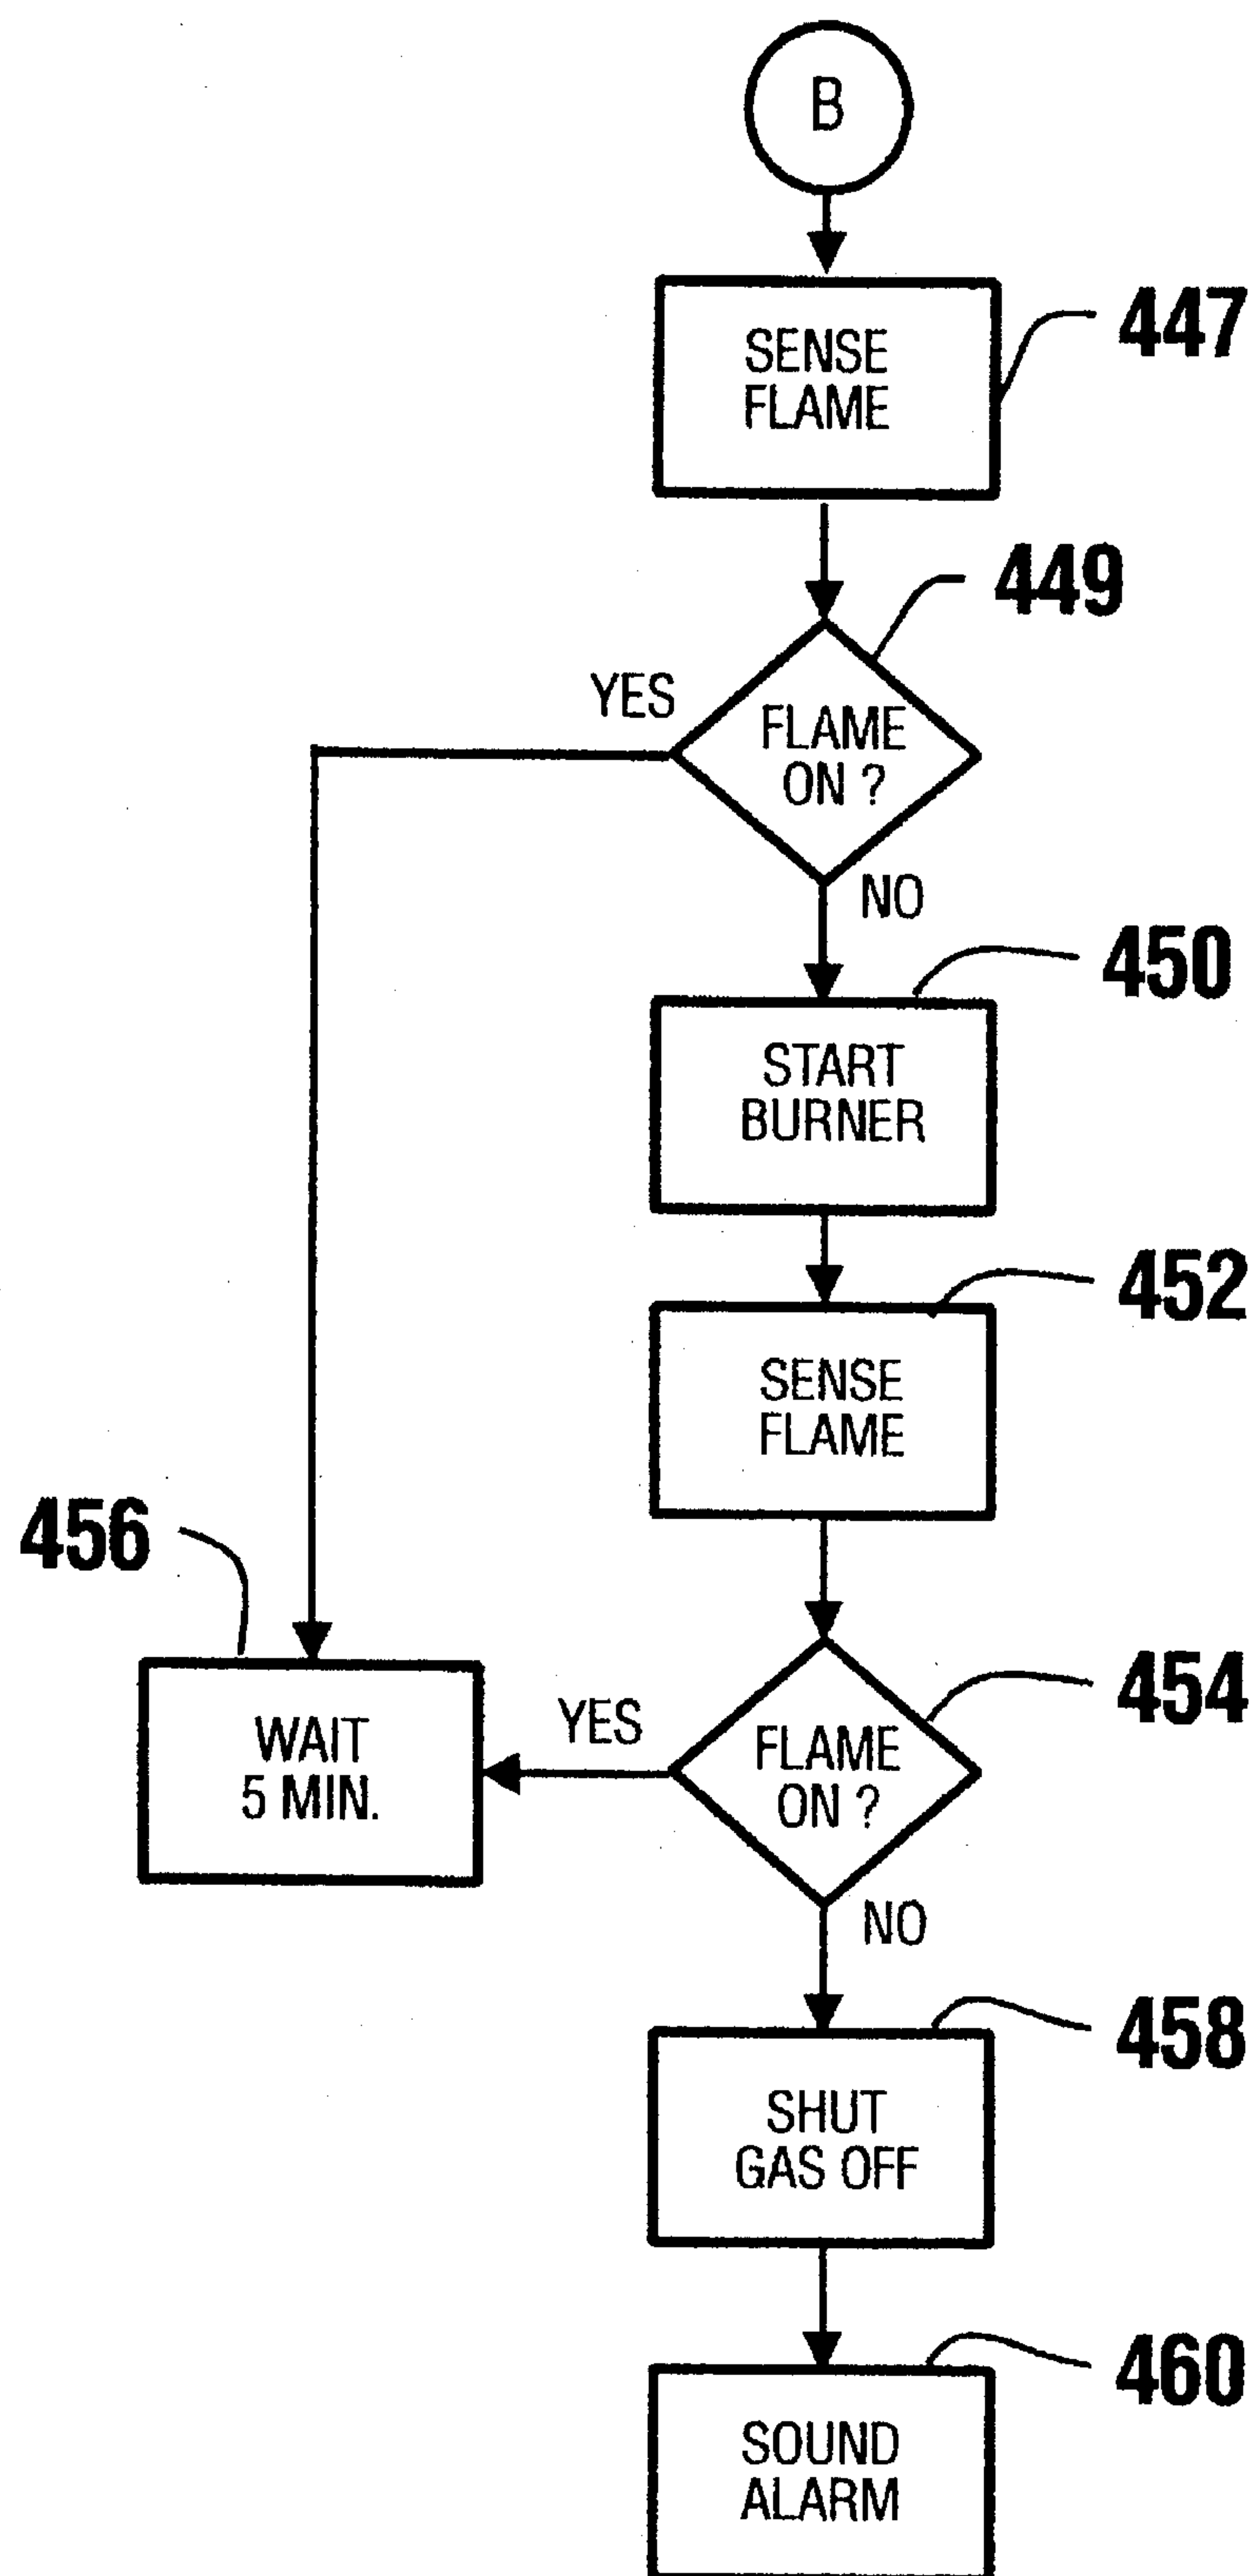 B
SENSE
FLAME
447
449
YES
FLAME
ON ?
NO
450
START
BURNER
452
SENSE
FLAME
456
WAIT
5 MIN.
YES
454
FLAME
ON ?
NO
458
SHUT
GAS OFF
460
SOUND
ALARM